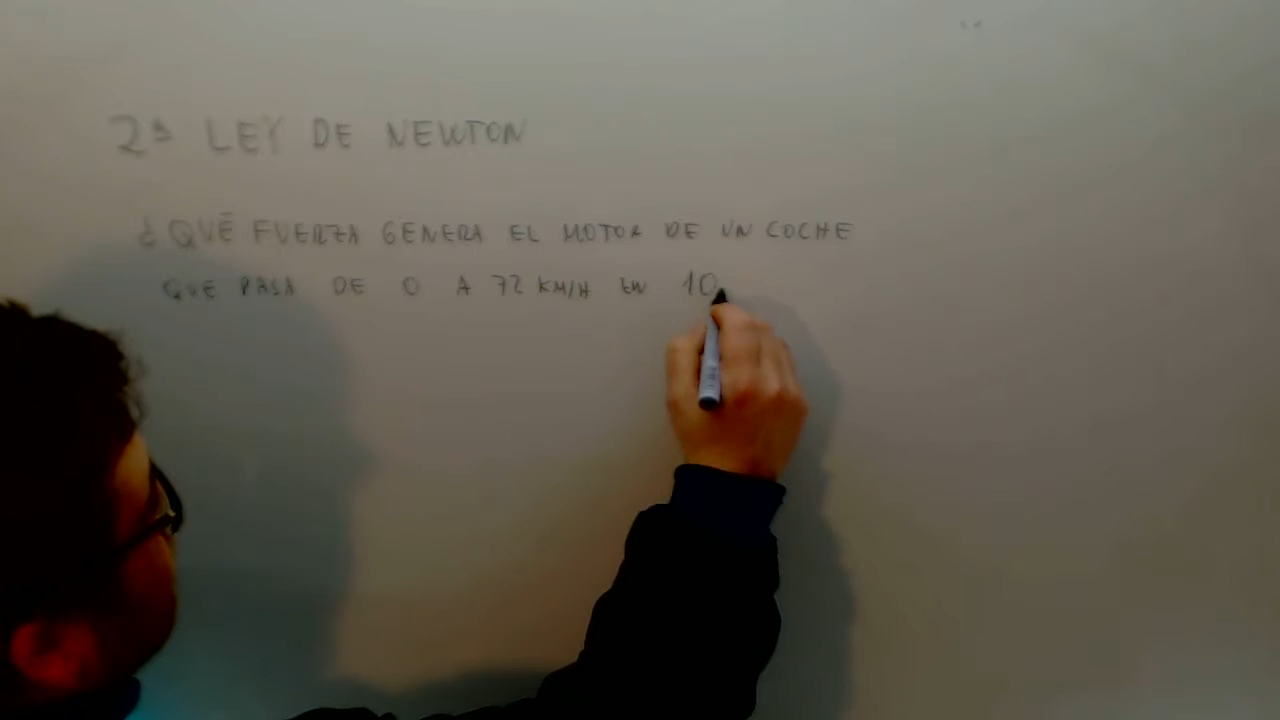 2ª LEY DE NEWTON
¿QUÉ FUERZA GENERA EL MOTOR DE UN COCHE
QUE PASA DE 0 A 72 KM/H EN 10